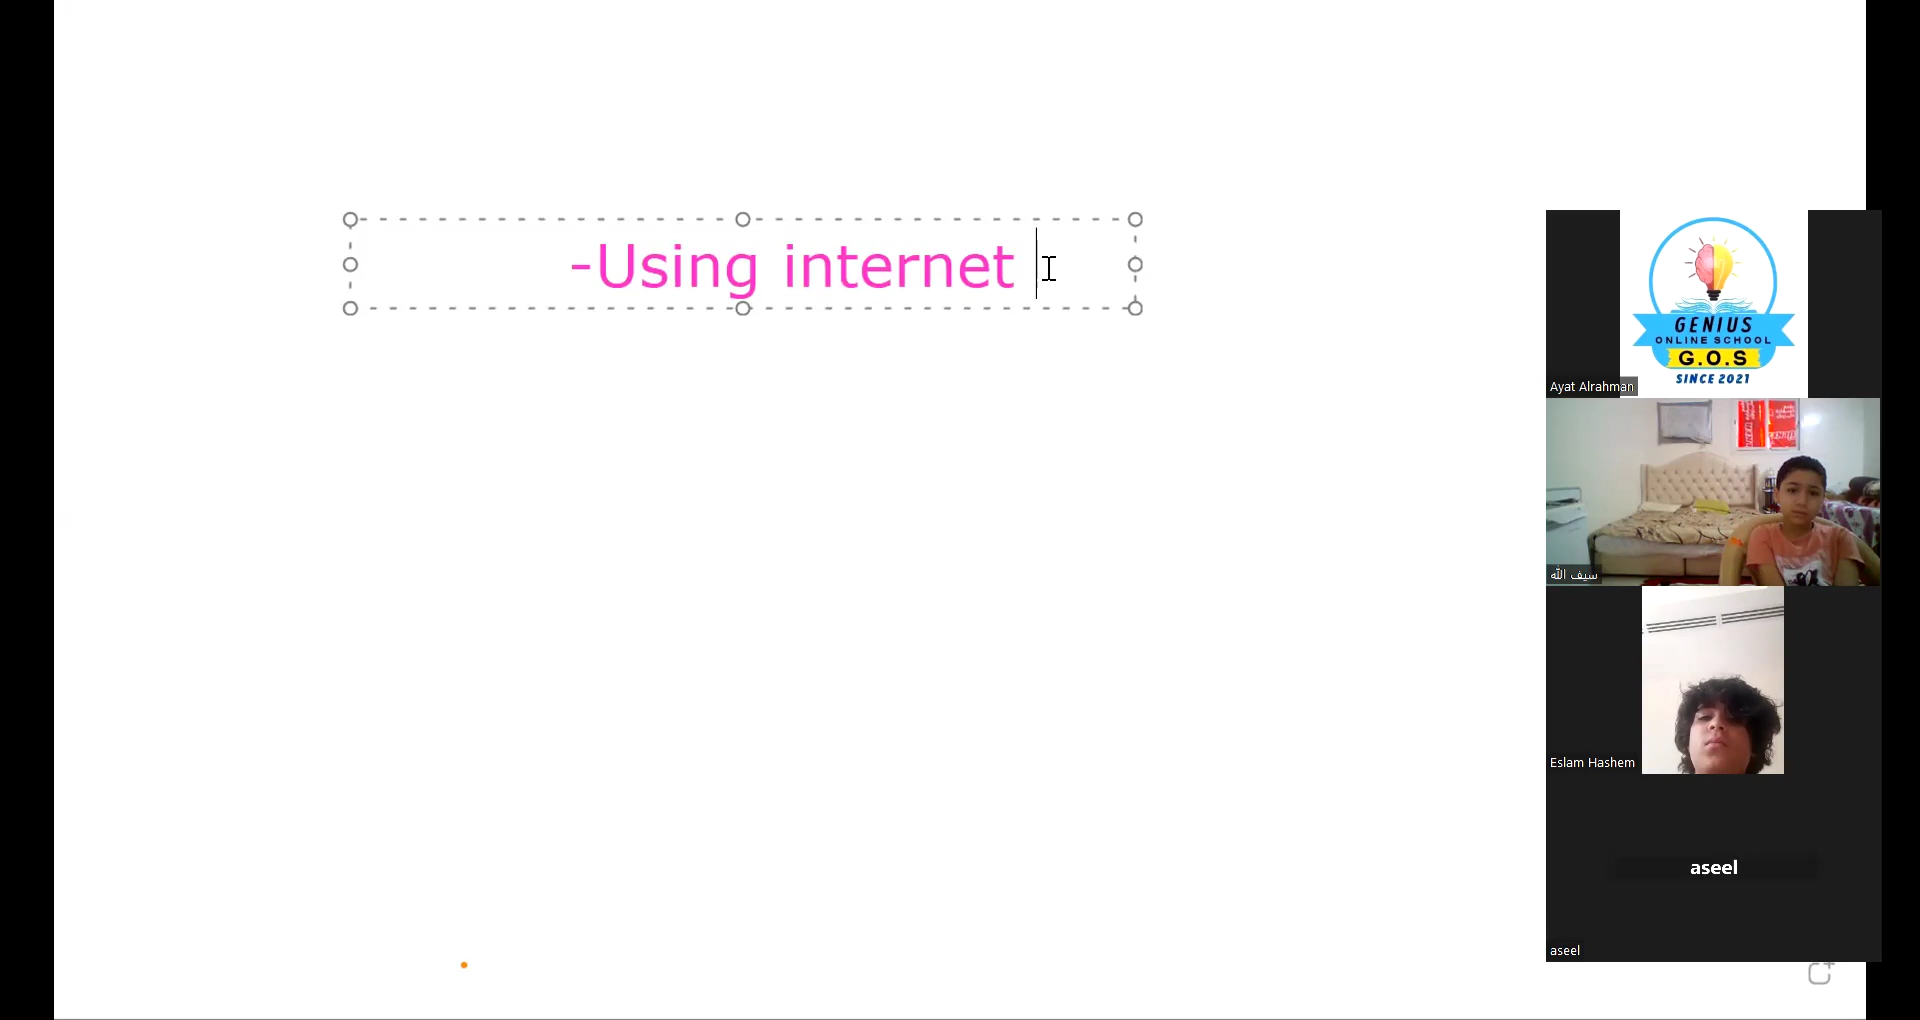 -Using internet
GENIUS
ONLINE SCHOOL
G.O.S
SINCE 2021
Ayat Alrahman
سيف الله
Eslam Hashem
aseel
aseel